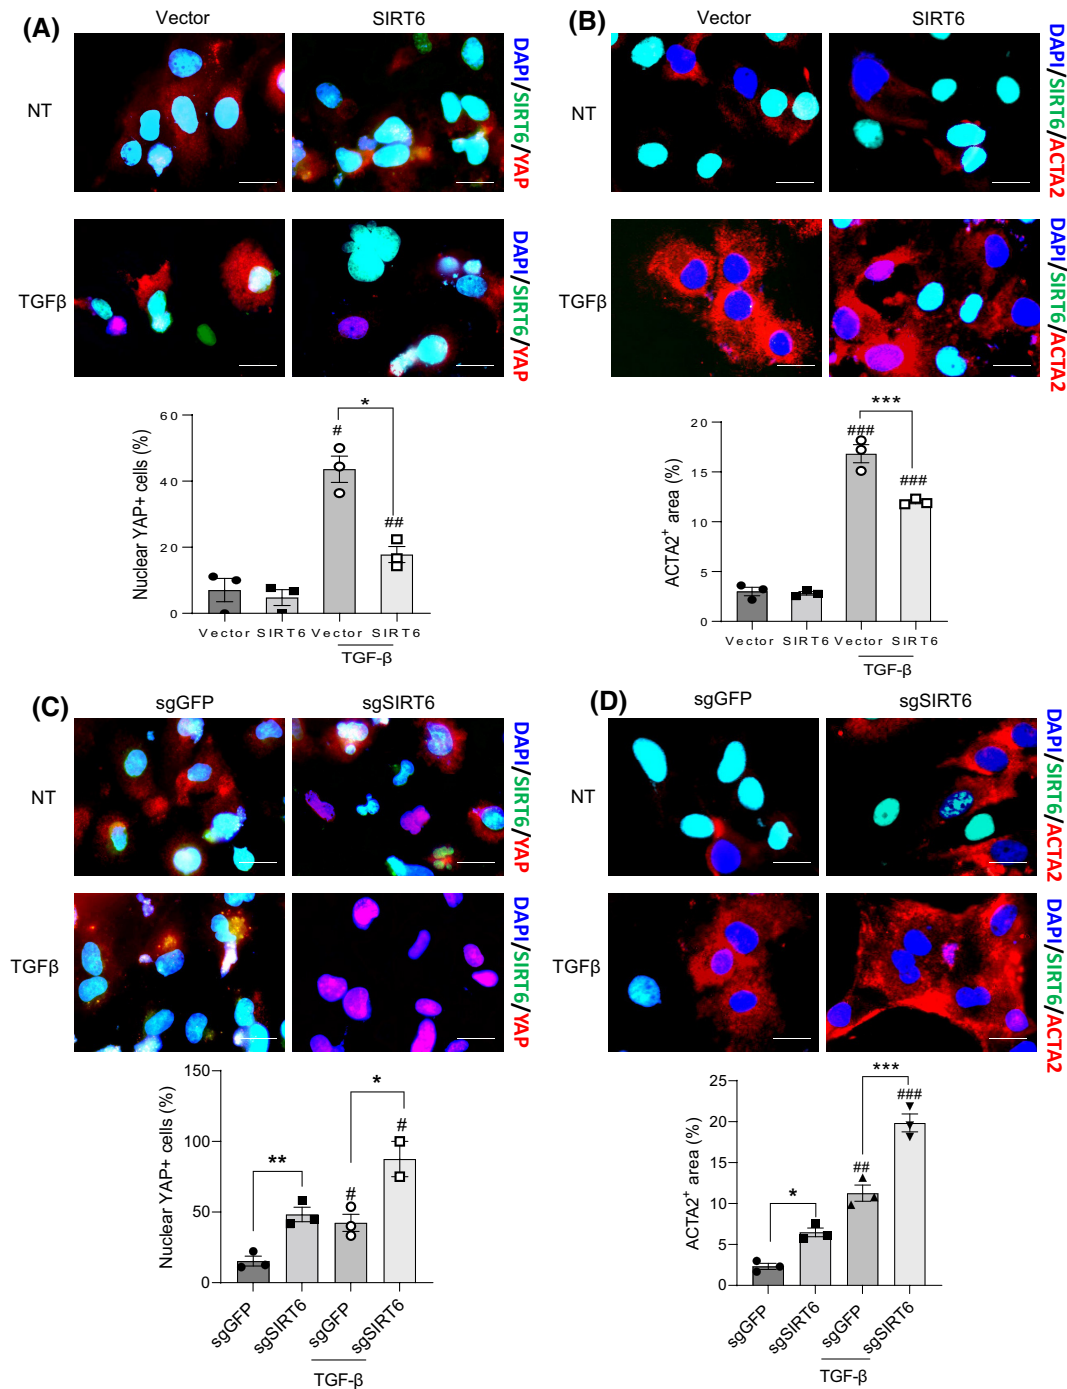 (A)
Vector
SIRT6
NT
DAPI/SIRT6/YAP
TGFβ
DAPI/SIRT6/YAP
Nuclear YAP+ cells (%)
60
40
20
0
#
*
##
Vector
SIRT6
Vector
SIRT6
TGF-β
(B)
Vector
SIRT6
NT
DAPI/SIRT6/ACTA2
TGFβ
DAPI/SIRT6/ACTA2
ACTA2+ area (%)
20
15
10
5
0
###
***
###
Vector
SIRT6
Vector
SIRT6
TGF-β
(C)
sgGFP
sgSIRT6
NT
DAPI/SIRT6/YAP
TGFβ
DAPI/SIRT6/YAP
Nuclear YAP+ cells (%)
150
100
50
0
**
#
*
#
sgGFP
sgSIRT6
sgGFP
sgSIRT6
TGF-β
(D)
sgGFP
sgSIRT6
NT
DAPI/SIRT6/ACTA2
TGFβ
DAPI/SIRT6/ACTA2
ACTA2+ area (%)
25
20
15
10
5
0
*
##
***
###
sgGFP
sgSIRT6
sgGFP
sgSIRT6
TGF-β